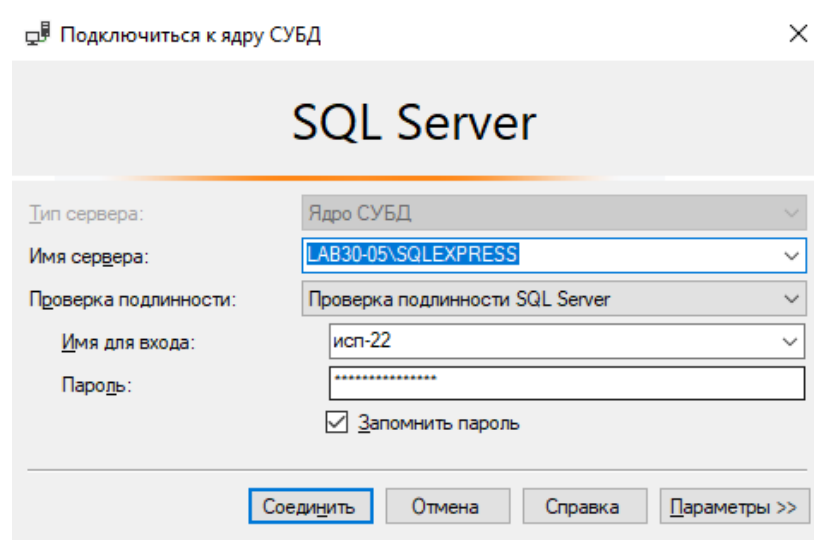 Подключиться к ядру СУБД
SQL Server
Тип сервера: Ядро СУБД
Имя сервера: LAB30-05\SQLEXPRESS
Проверка подлинности: Проверка подлинности SQL Server
Имя для входа: исп-22
Пароль: ***************
Запомнить пароль
Соединить Отмена Справка Параметры >>